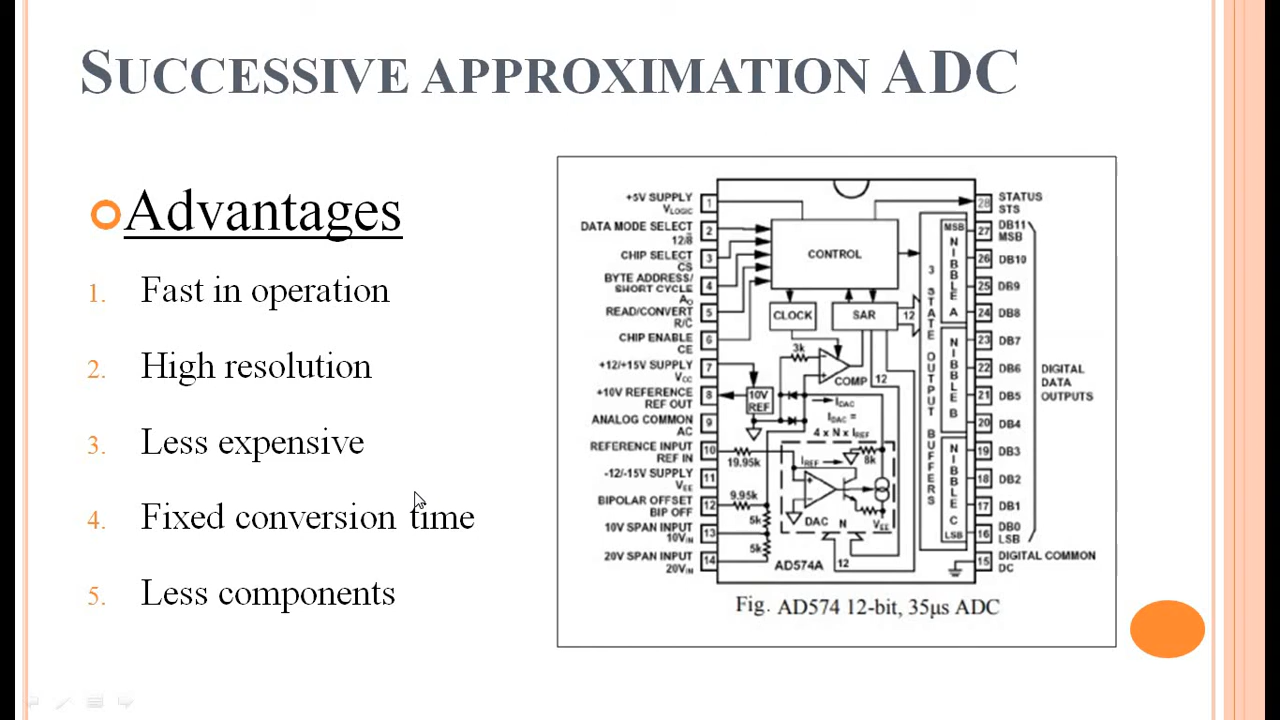 SUCCESSIVE APPROXIMATION ADC
Advantages
1. Fast in operation
2. High resolution
3. Less expensive
4. Fixed conversion time
5. Less components
+5V SUPPLY
VLOGIC
1
DATA MODE SELECT
12/8̅
2
CHIP SELECT
C̅S̅
3
BYTE ADDRESS/
SHORT CYCLE
A0
4
READ/CONVERT
R/C̅
5
CHIP ENABLE
CE
6
+12/+15V SUPPLY
VCC
7
+10V REFERENCE
REF OUT
8
ANALOG COMMON
AC
9
REFERENCE INPUT
REF IN
10
-12/-15V SUPPLY
VEE
11
BIPOLAR OFFSET
BIP OFF
12
10V SPAN INPUT
10VIN
13
20V SPAN INPUT
20VIN
14
CONTROL
CLOCK
SAR
12
3k
COMP
12
10V
REF
IDAC
IDAC =
4 x N x IREF
19.95k
IREF
8k
9.95k
5k
5k
DAC
N
VEE
AD574A
12
3 STATE OUTPUT BUFFERS
MSB
NIBBLE A
NIBBLE B
NIBBLE C
LSB
28
STATUS
STS
27
DB11
MSB
26
DB10
25
DB9
24
DB8
23
DB7
22
DB6
21
DB5
20
DB4
19
DB3
18
DB2
17
DB1
16
DB0
LSB
15
DIGITAL COMMON
DC
DIGITAL
DATA
OUTPUTS
Fig. AD574 12-bit, 35µs ADC